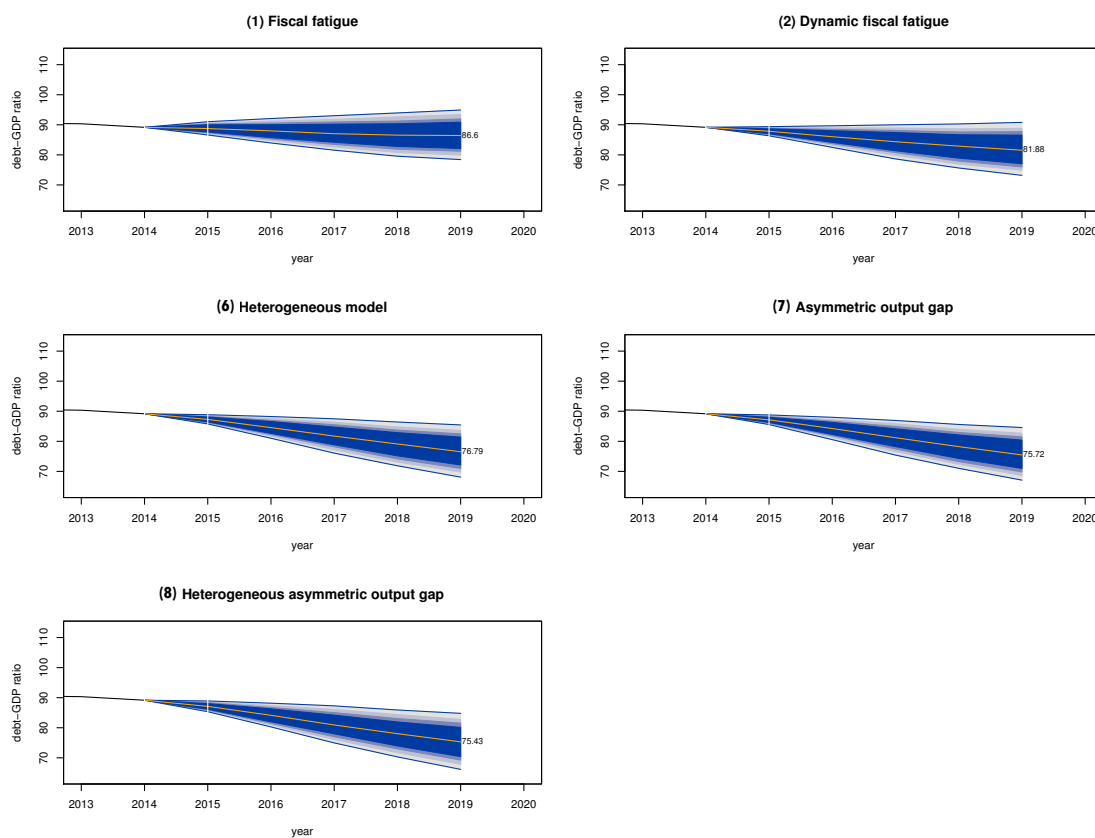 (1) Fiscal fatigue
debt−GDP ratio
70 80 90 100 110
86.6
2013 2014 2015 2016 2017 2018 2019 2020
year
(2) Dynamic fiscal fatigue
debt−GDP ratio
70 80 90 100 110
81.88
2013 2014 2015 2016 2017 2018 2019 2020
year
(6) Heterogeneous model
debt−GDP ratio
70 80 90 100 110
76.79
2013 2014 2015 2016 2017 2018 2019 2020
year
(7) Asymmetric output gap
debt−GDP ratio
70 80 90 100 110
75.72
2013 2014 2015 2016 2017 2018 2019 2020
year
(8) Heterogeneous asymmetric output gap
debt−GDP ratio
70 80 90 100 110
75.43
2013 2014 2015 2016 2017 2018 2019 2020
year